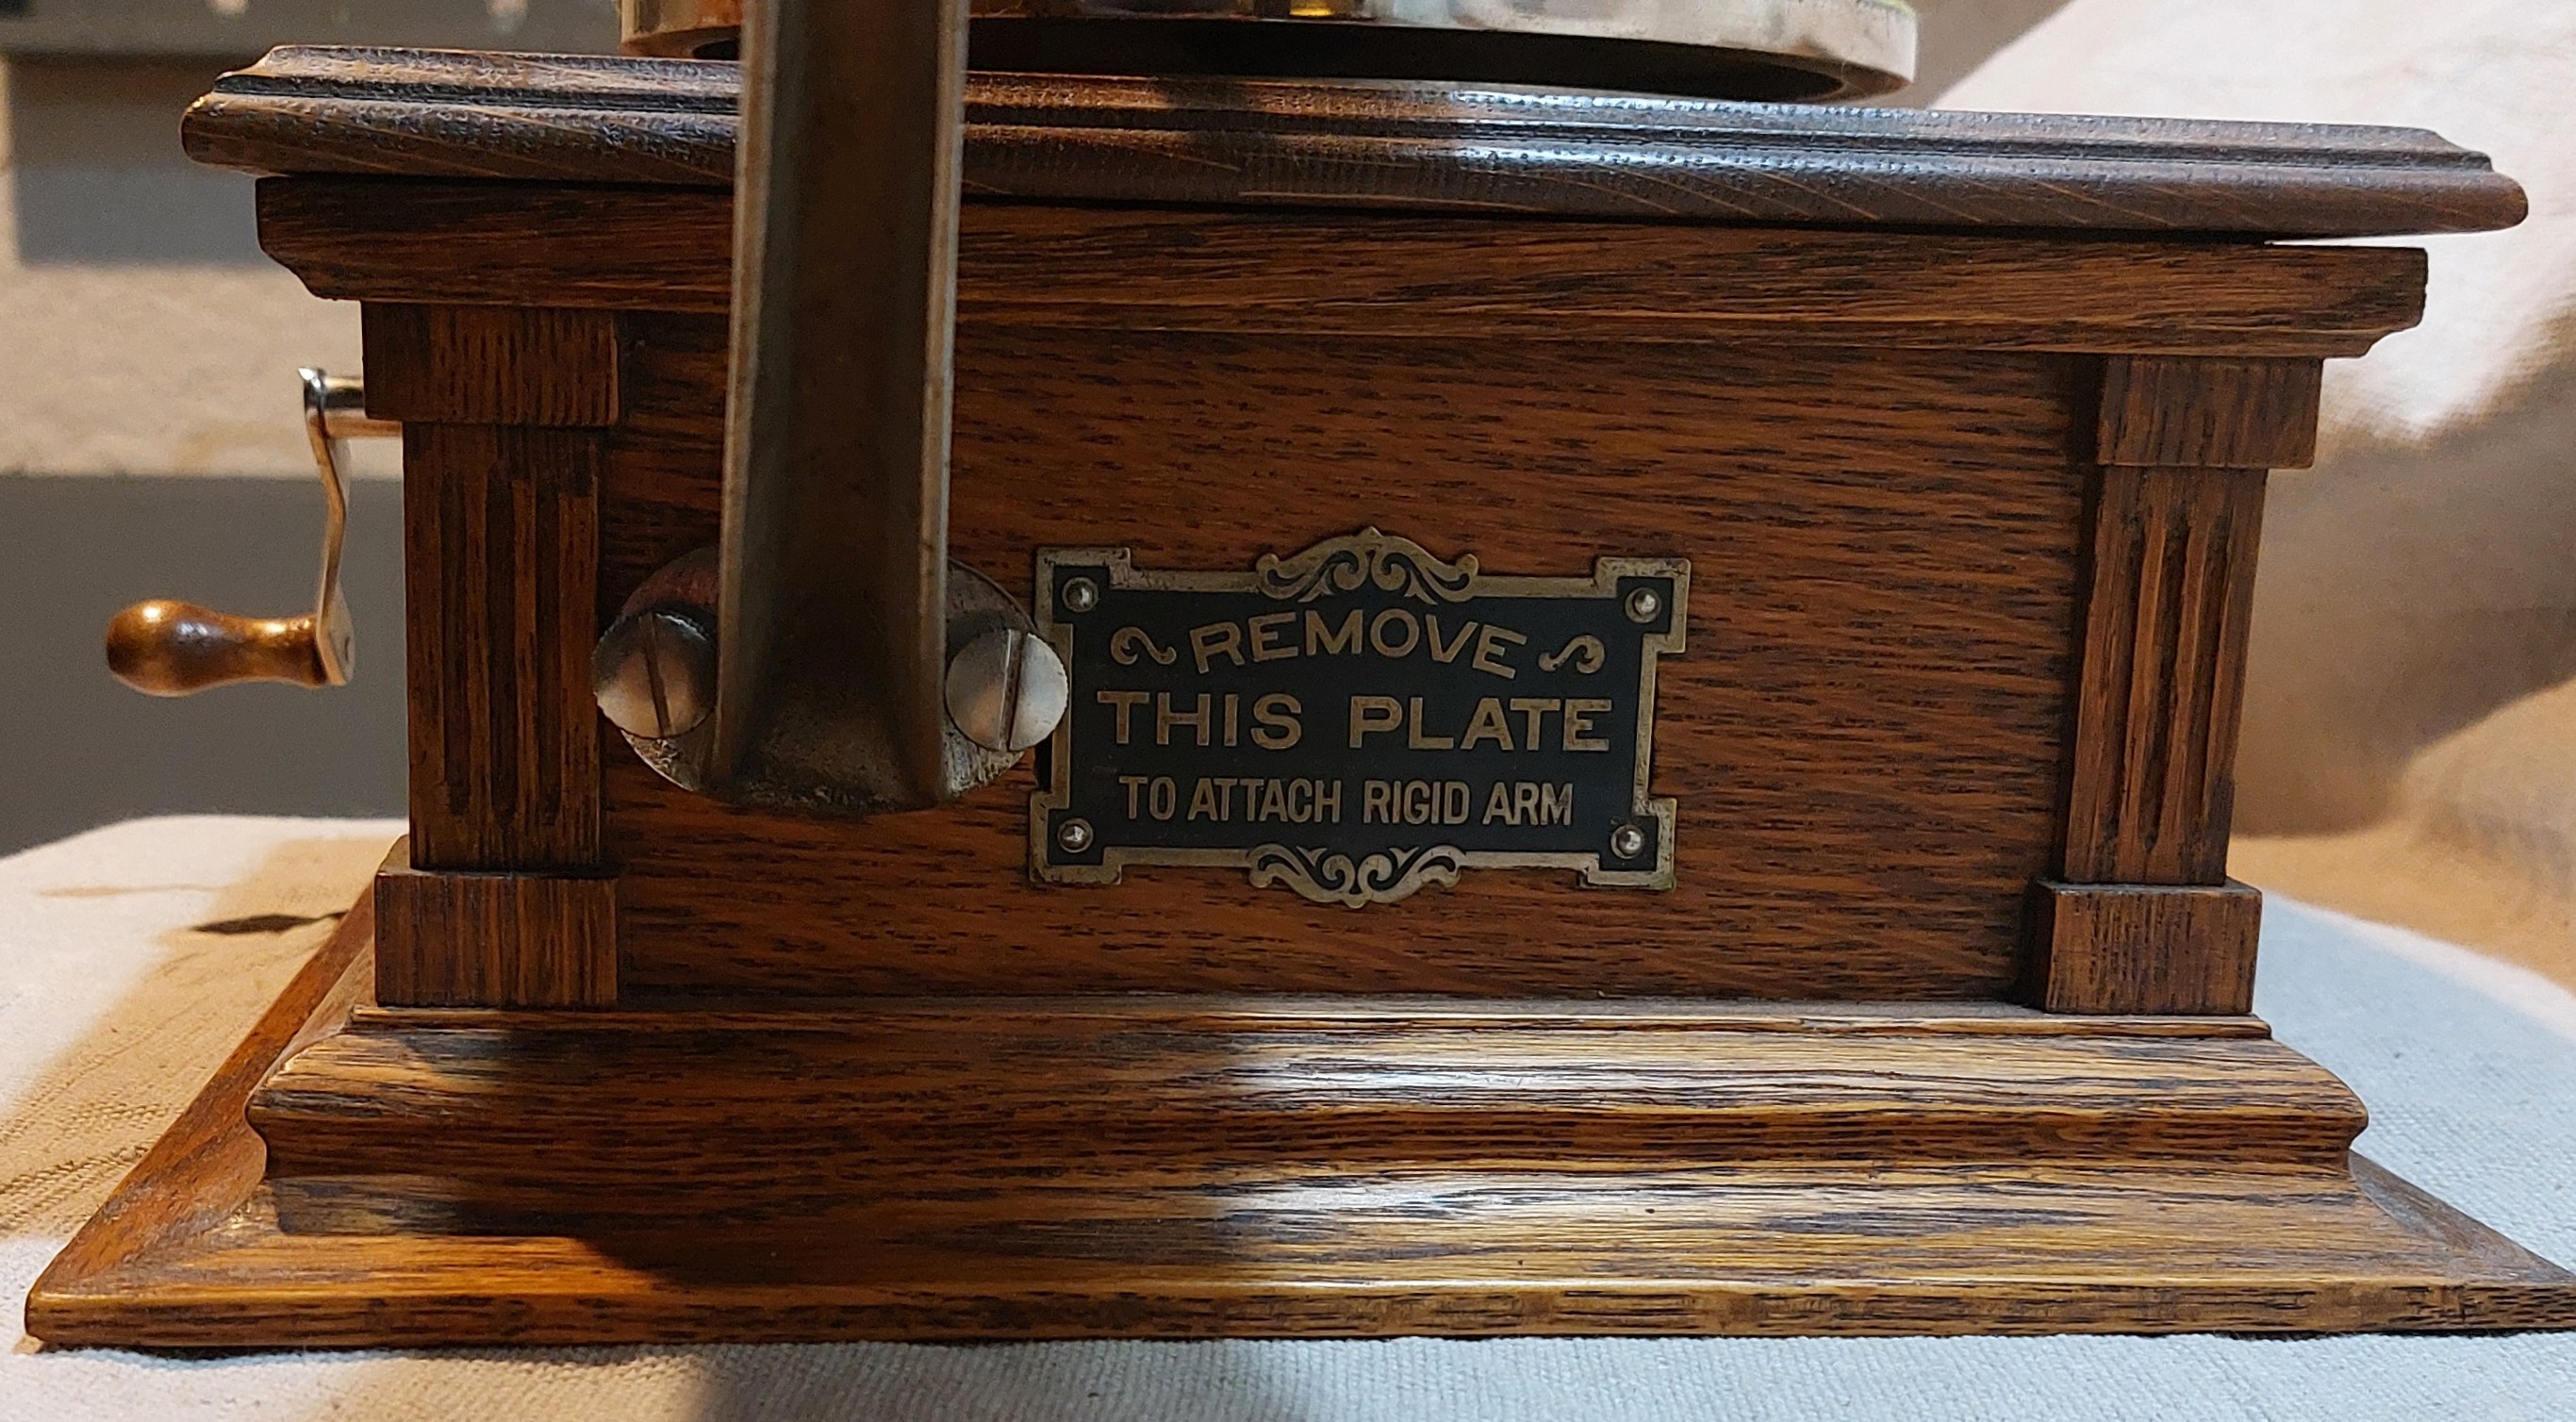 REMOVE
THIS PLATE
TO ATTACH RIGID ARM